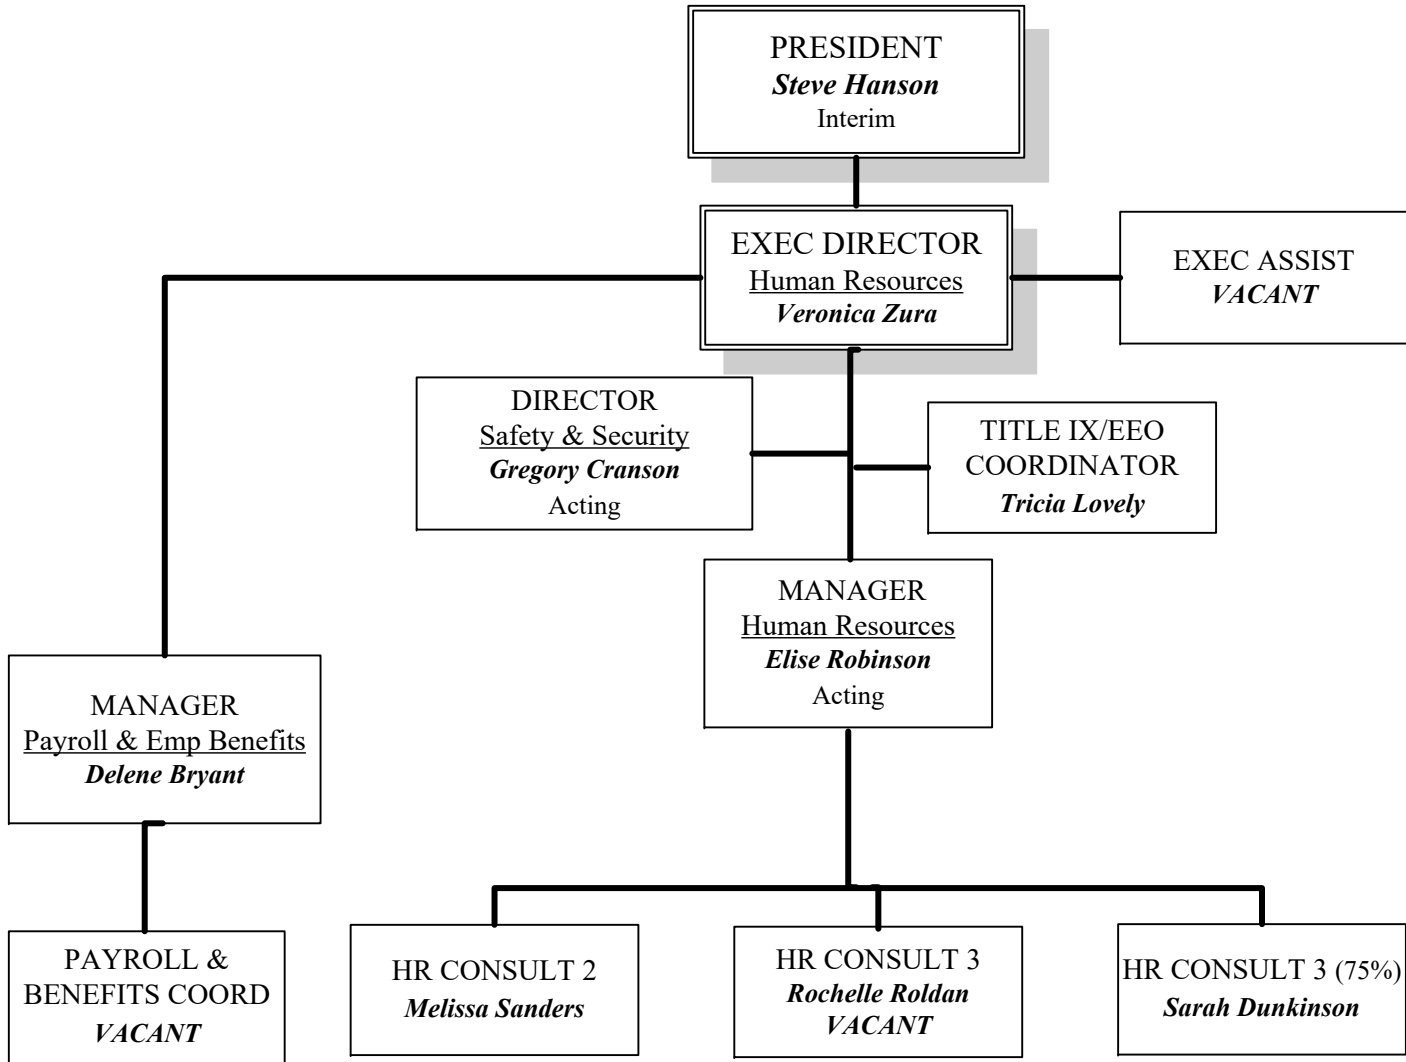 PRESIDENT
Steve Hanson
Interim
EXEC DIRECTOR
Human Resources
Veronica Zura
EXEC ASSIST
VACANT
DIRECTOR
Safety & Security
Gregory Cranson
Acting
TITLE IX/EEO
COORDINATOR
Tricia Lovely
MANAGER
Human Resources
Elise Robinson
Acting
MANAGER
Payroll & Emp Benefits
Delene Bryant
PAYROLL &
BENEFITS COORD
VACANT
HR CONSULT 2
Melissa Sanders
HR CONSULT 3
Rochelle Roldan
VACANT
HR CONSULT 3 (75%)
Sarah Dunkinson